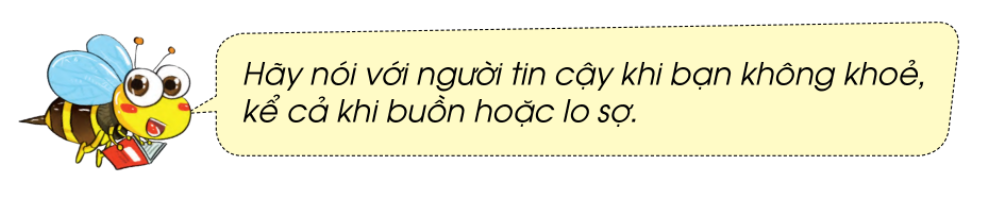 Hãy nói với người tin cậy khi bạn không khoẻ,
kể cả khi buồn hoặc lo sợ.